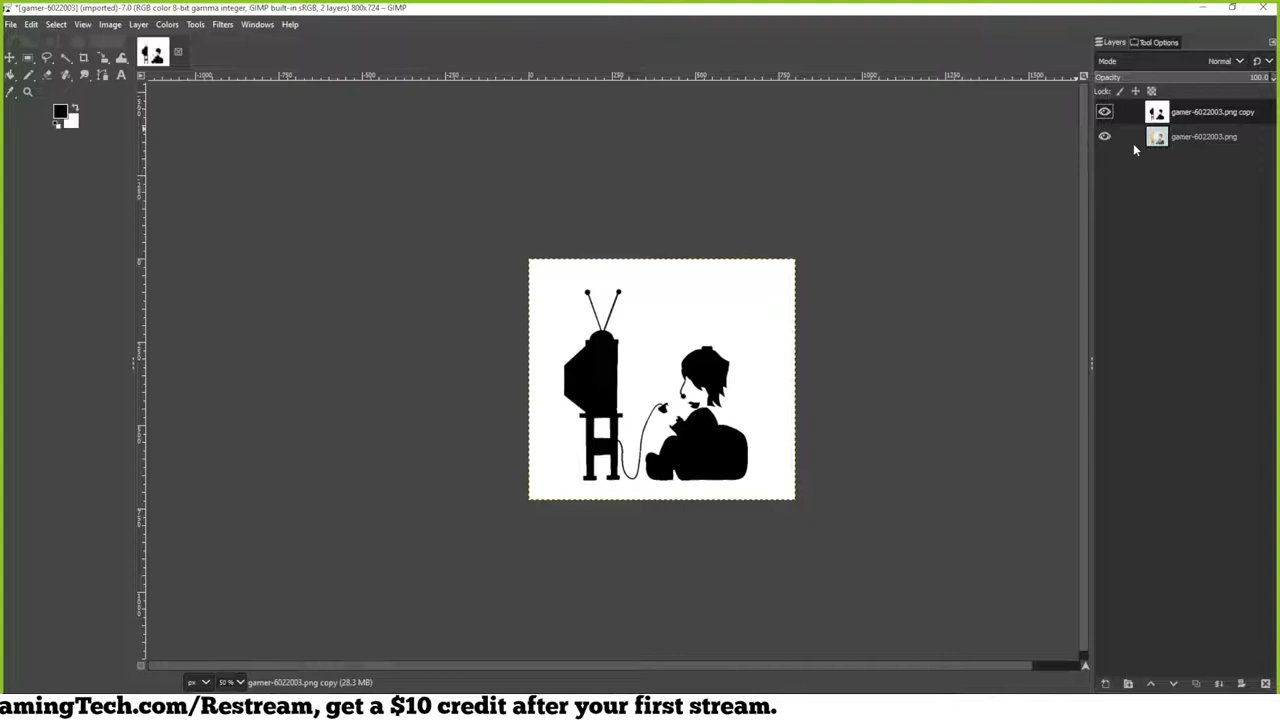 *[gamer-6022003] (imported)-7.0 (RGB color 8-bit gamma integer, GIMP built-in sRGB, 2 layers) 800x724 – GIMP
File Edit Select View Image Layer Colors Tools Filters Windows Help
Layers Tool Options
Mode Normal
Opacity 100.0
Lock:
gamer-6022003.png copy
gamer-6022003.png
px 50 % gamer-6022003.png copy (28.3 MB)
amingTech.com/Restream, get a $10 credit after your first stream.